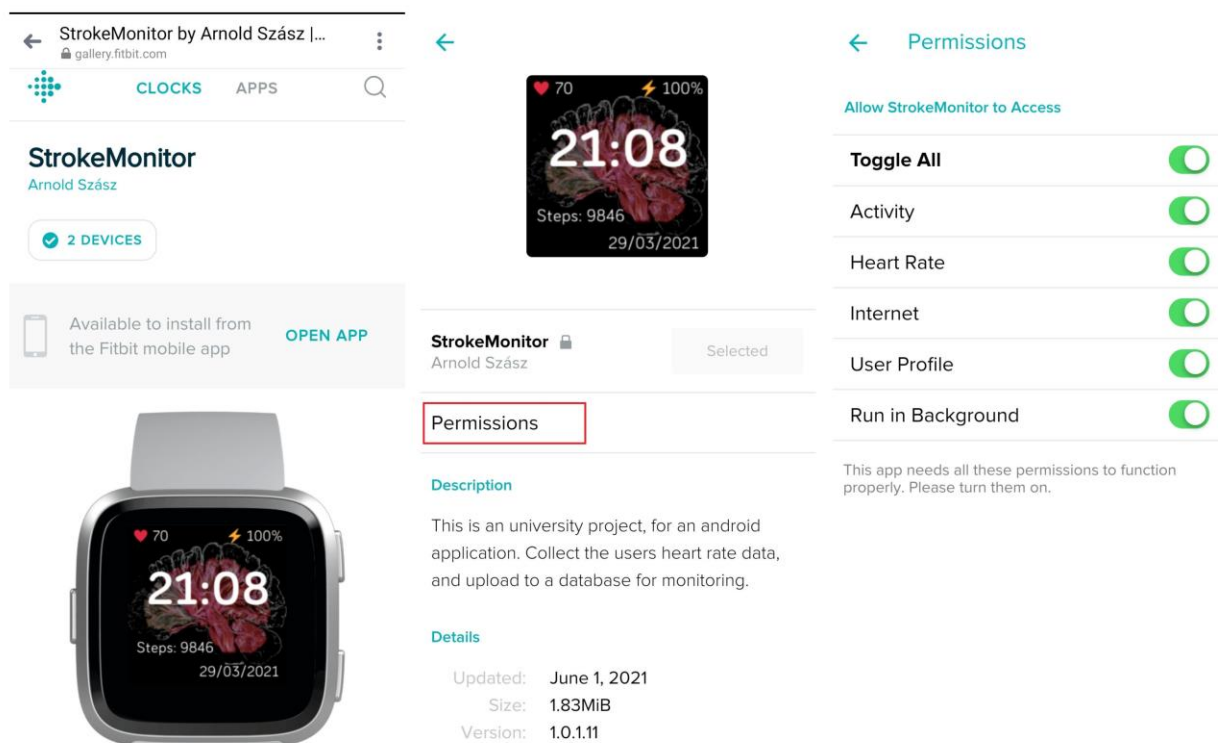 StrokeMonitor by Arnold Szász |...
gallery.fitbit.com
CLOCKS APPS
StrokeMonitor
Arnold Szász
2 DEVICES
Available to install from
the Fitbit mobile app
OPEN APP
70 100%
21:08
Steps: 9846
29/03/2021
70 100%
21:08
Steps: 9846
29/03/2021
StrokeMonitor
Arnold Szász
Selected
Permissions
Description
This is an university project, for an android
application. Collect the users heart rate data,
and upload to a database for monitoring.
Details
Updated: June 1, 2021
Size: 1.83MiB
Version: 1.0.1.11
Permissions
Allow StrokeMonitor to Access
Toggle All
Activity
Heart Rate
Internet
User Profile
Run in Background
This app needs all these permissions to function
properly. Please turn them on.